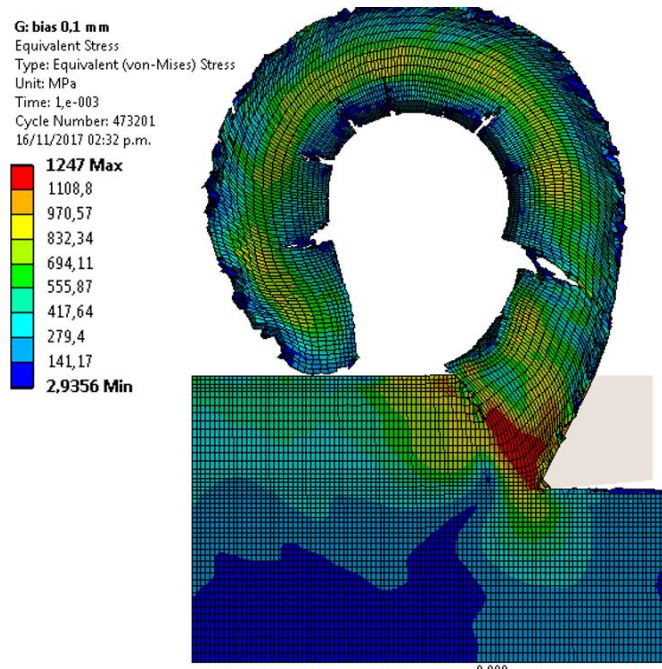 G: bias 0,1 mm
Equivalent Stress
Type: Equivalent (von-Mises) Stress
Unit: MPa
Time: 1,e-003
Cycle Number: 473201
16/11/2017 02:32 p.m.
1247 Max
1108,8
970,57
832,34
694,11
555,87
417,64
279,4
141,17
2,9356 Min